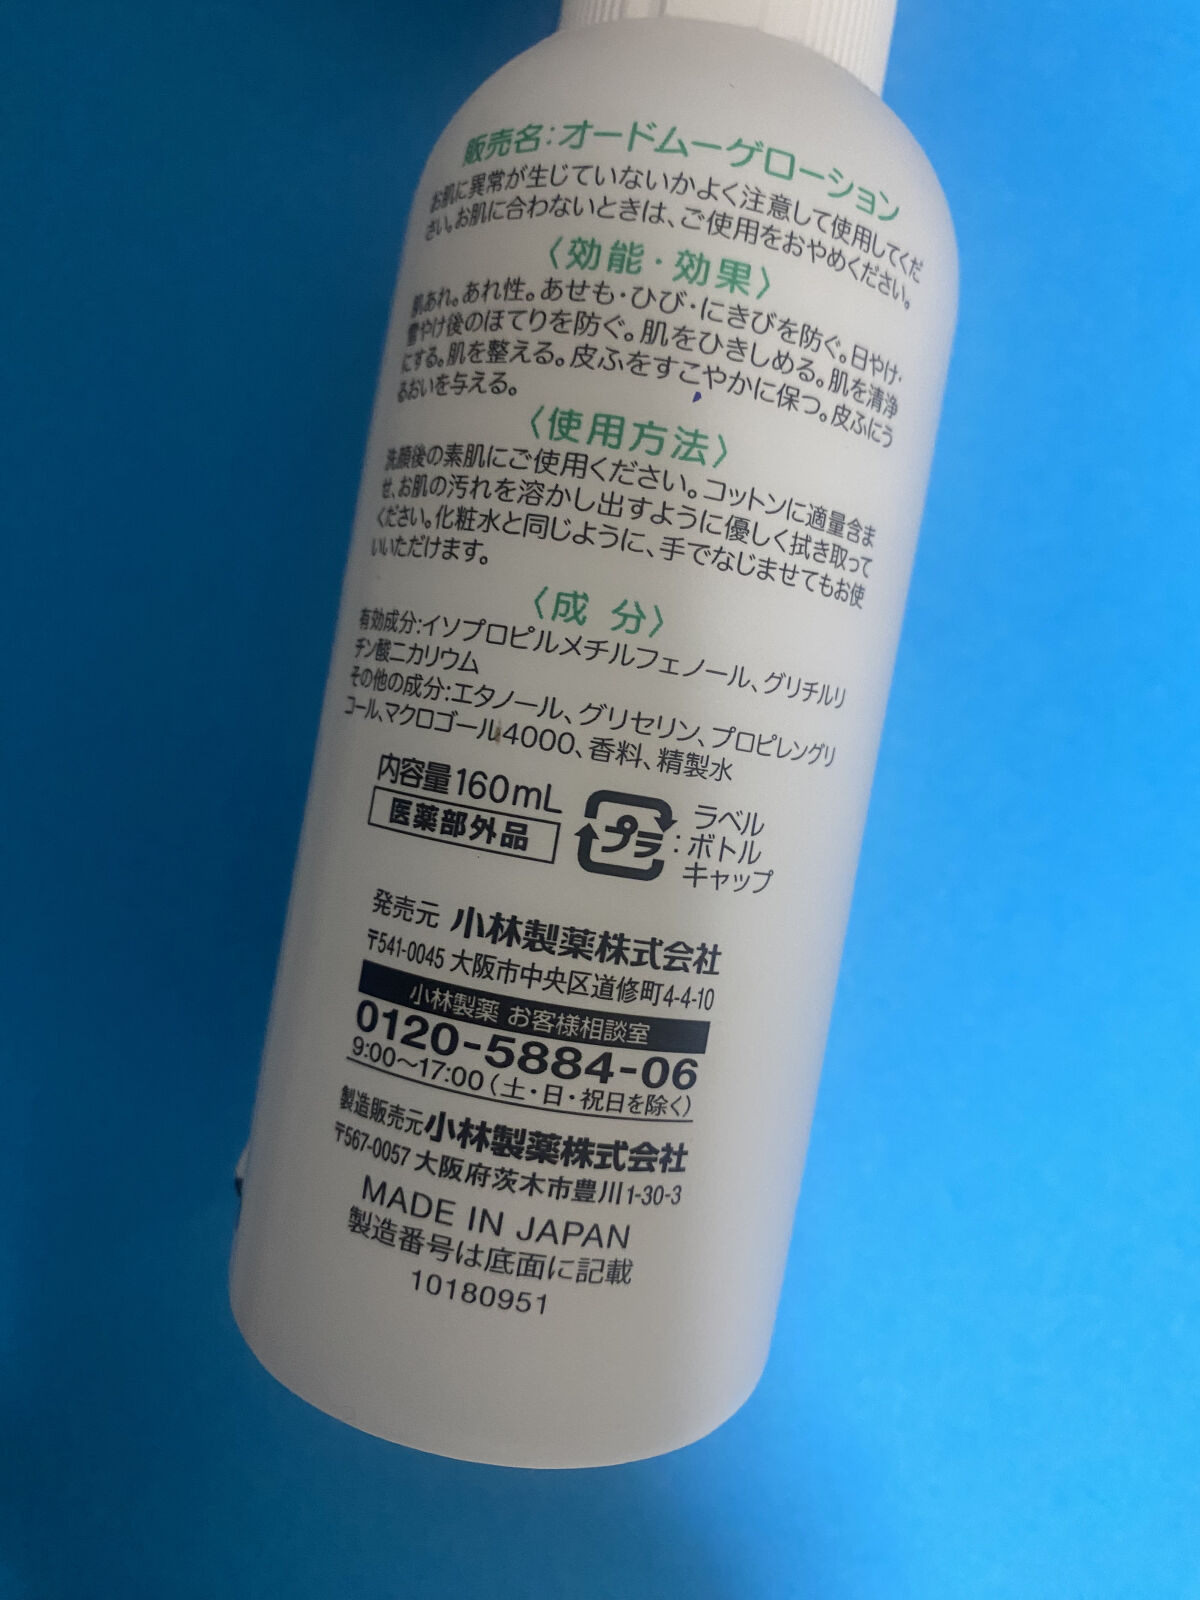 販売名:オードムーゲローション
お肌に異常が生じていないかよく注意して使用してくだ
さい。お肌に合わないときは、ご使用をおやめください。
〈効能・効果〉
肌あれ。あれ性。あせも・ひび・にきびを防ぐ。日やけ・
雪やけ後のほてりを防ぐ。肌をひきしめる。肌を清浄
にする。肌を整える。皮ふをすこやかに保つ。皮ふにう
るおいを与える。
〈使用方法〉
洗顔後の素肌にご使用ください。コットンに適量含ま
せ、お肌の汚れを溶かし出すように優しく拭き取って
ください。化粧水と同じように、手でなじませてもお使
いいただけます。
〈成 分〉
有効成分:イソプロピルメチルフェノール、グリチルリ
チン酸ニカリウム
その他の成分:エタノール、グリセリン、プロピレングリ
コール、マクロゴール4000、香料、精製水
内容量160mL
医薬部外品
プラ
:
ラベル
ボトル
キャップ
発売元 小林製薬株式会社
〒541-0045 大阪市中央区道修町4-4-10
小林製薬 お客様相談室
0120-5884-06
9:00〜17:00(土・日・祝日を除く)
製造販売元 小林製薬株式会社
〒567-0057 大阪府茨木市豊川1-30-3
MADE IN JAPAN
製造番号は底面に記載
10180951